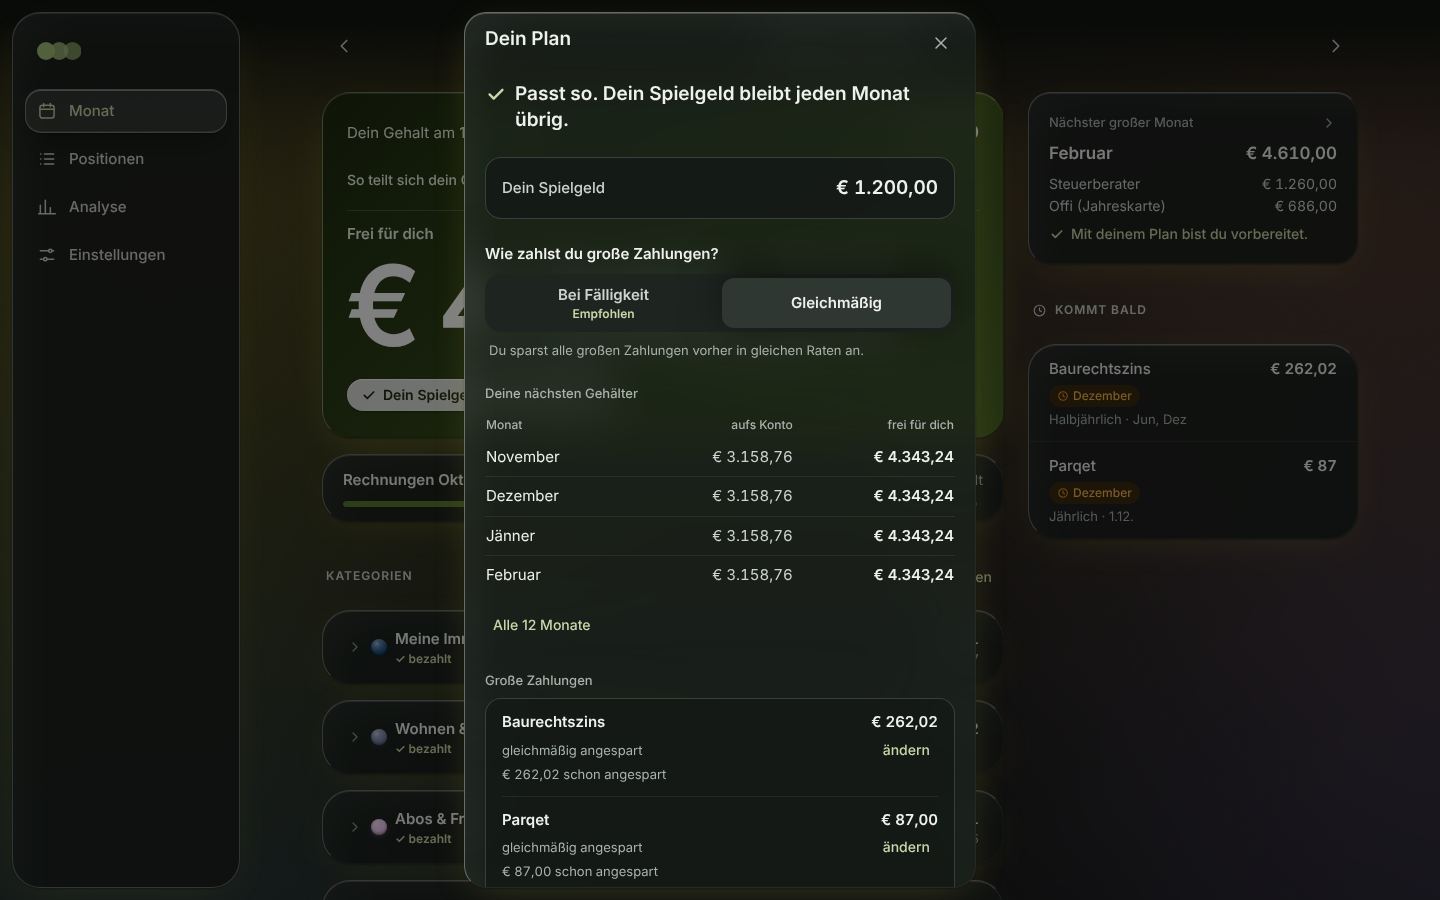 Monat
Positionen
Analyse
Einstellungen
Dein Gehalt am 1
So teilt sich dein
Frei für dich
€ 4
Dein Spielge
Rechnungen Okt
KATEGORIEN
Meine Im
bezahlt
Wohnen &
bezahlt
Abos & Fr
bezahlt
Dein Plan
Passt so. Dein Spielgeld bleibt jeden Monat
übrig.
Dein Spielgeld € 1.200,00
Wie zahlst du große Zahlungen?
Bei Fälligkeit
Empfohlen
Gleichmäßig
Du sparst alle großen Zahlungen vorher in gleichen Raten an.
Deine nächsten Gehälter
Monat aufs Konto frei für dich
November € 3.158,76 € 4.343,24
Dezember € 3.158,76 € 4.343,24
Jänner € 3.158,76 € 4.343,24
Februar € 3.158,76 € 4.343,24
Alle 12 Monate
Große Zahlungen
Baurechtszins € 262,02
gleichmäßig angespart ändern
€ 262,02 schon angespart
Parqet € 87,00
gleichmäßig angespart ändern
€ 87,00 schon angespart
lt
en
Nächster großer Monat
Februar € 4.610,00
Steuerberater € 1.260,00
Offi (Jahreskarte) € 686,00
Mit deinem Plan bist du vorbereitet.
KOMMT BALD
Baurechtszins € 262,02
Dezember
Halbjährlich · Jun, Dez
Parqet € 87
Dezember
Jährlich · 1.12.